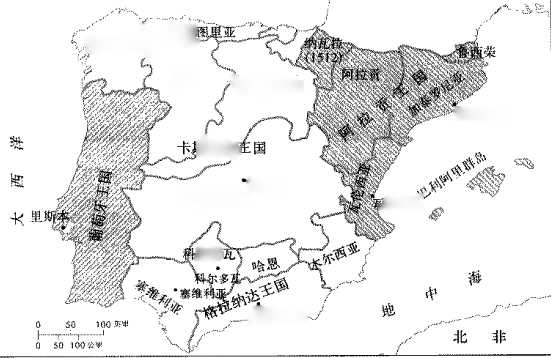 图里亚
纳瓦拉
(1512)
鲁西荣
阿拉贡
阿拉贡王国
加泰罗尼亚
大西洋
王国
葡萄牙王国
里斯本
瓦伦西亚
巴利阿里群岛
科 瓦
科尔多瓦
哈恩
木尔西亚
塞维利亚
塞维利亚
格拉纳达王国
地中海
北非
0 50 100 英里
0 50 100 公里